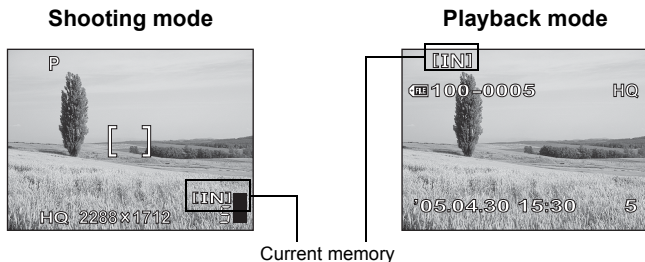 Shooting mode
Playback mode
P
[IN]
HQ 2288×1712
[IN]
FILE 100-0005 HQ
'05.04.30 15:30 5
Current memory